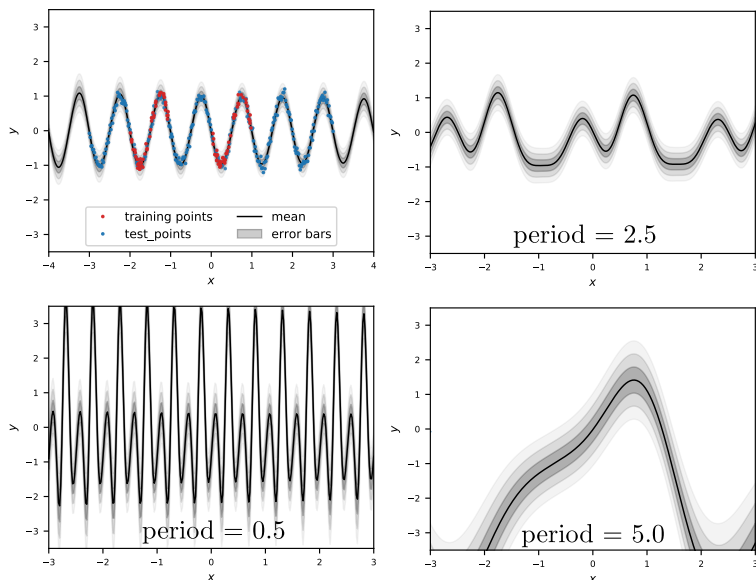 3
2
1
0
−1
−2
−3
y
training points
test_points
mean
error bars
−4 −3 −2 −1 0 1 2 3 4
x
3
2
1
0
−1
−2
−3
y
period = 2.5
−3 −2 −1 0 1 2 3
x
3
2
1
0
−1
−2
−3
y
period = 0.5
−3 −2 −1 0 1 2 3
x
3
2
1
0
−1
−2
−3
y
period = 5.0
−3 −2 −1 0 1 2 3
x